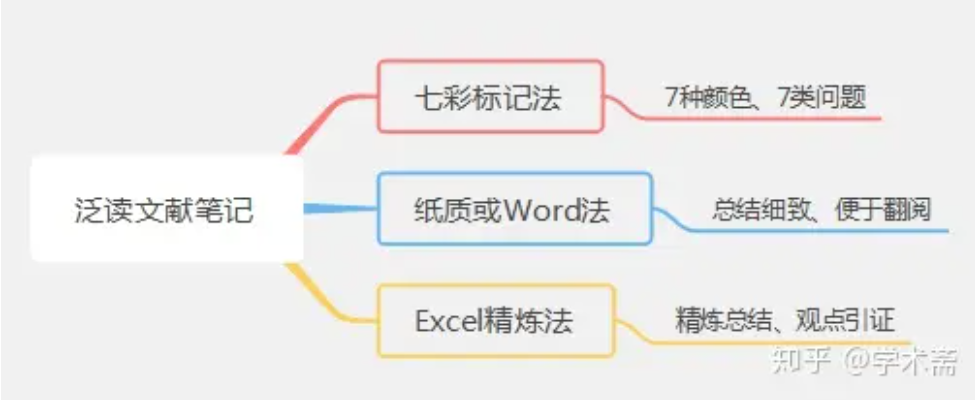 七彩标记法
7种颜色、7类问题
泛读文献笔记
纸质或Word法
总结细致、便于翻阅
Excel精炼法
精炼总结、观点引证
知乎 @学术斋